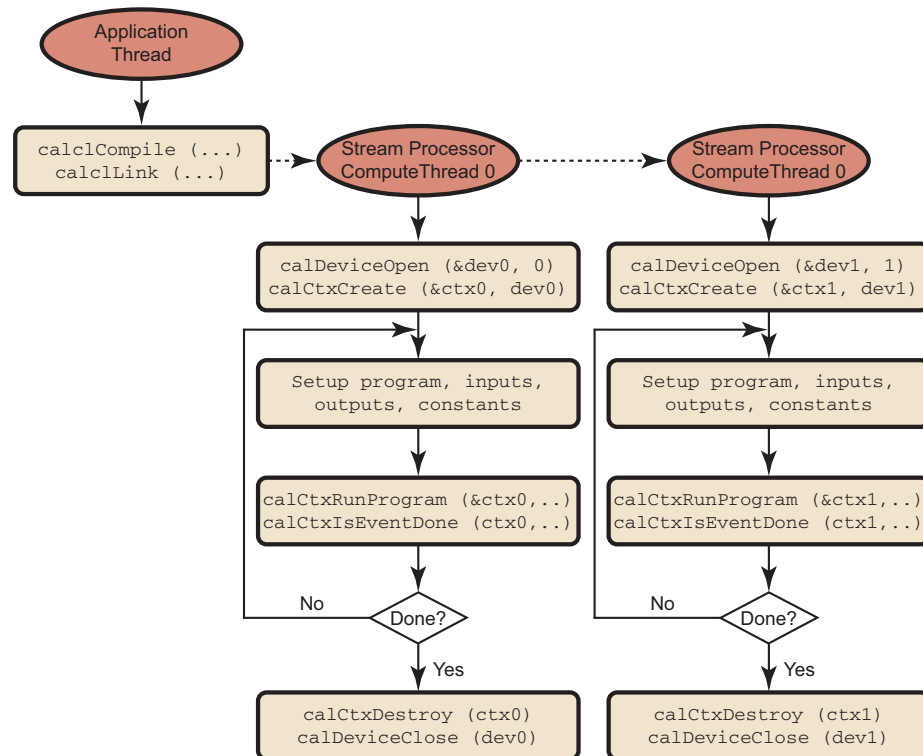 Application
Thread
calclCompile (...)
calclLink (...)
Stream Processor
ComputeThread 0
Stream Processor
ComputeThread 0
calDeviceOpen (&dev0, 0)
calCtxCreate (&ctx0, dev0)
calDeviceOpen (&dev1, 1)
calCtxCreate (&ctx1, dev1)
Setup program, inputs,
outputs, constants
Setup program, inputs,
outputs, constants
calCtxRunProgram (&ctx0,..)
calCtxIsEventDone (ctx0,..)
calCtxRunProgram (&ctx1,..)
calCtxIsEventDone (ctx1,..)
No
Done?
No
Done?
Yes
Yes
calCtxDestroy (ctx0)
calDeviceClose (dev0)
calCtxDestroy (ctx1)
calDeviceClose (dev1)